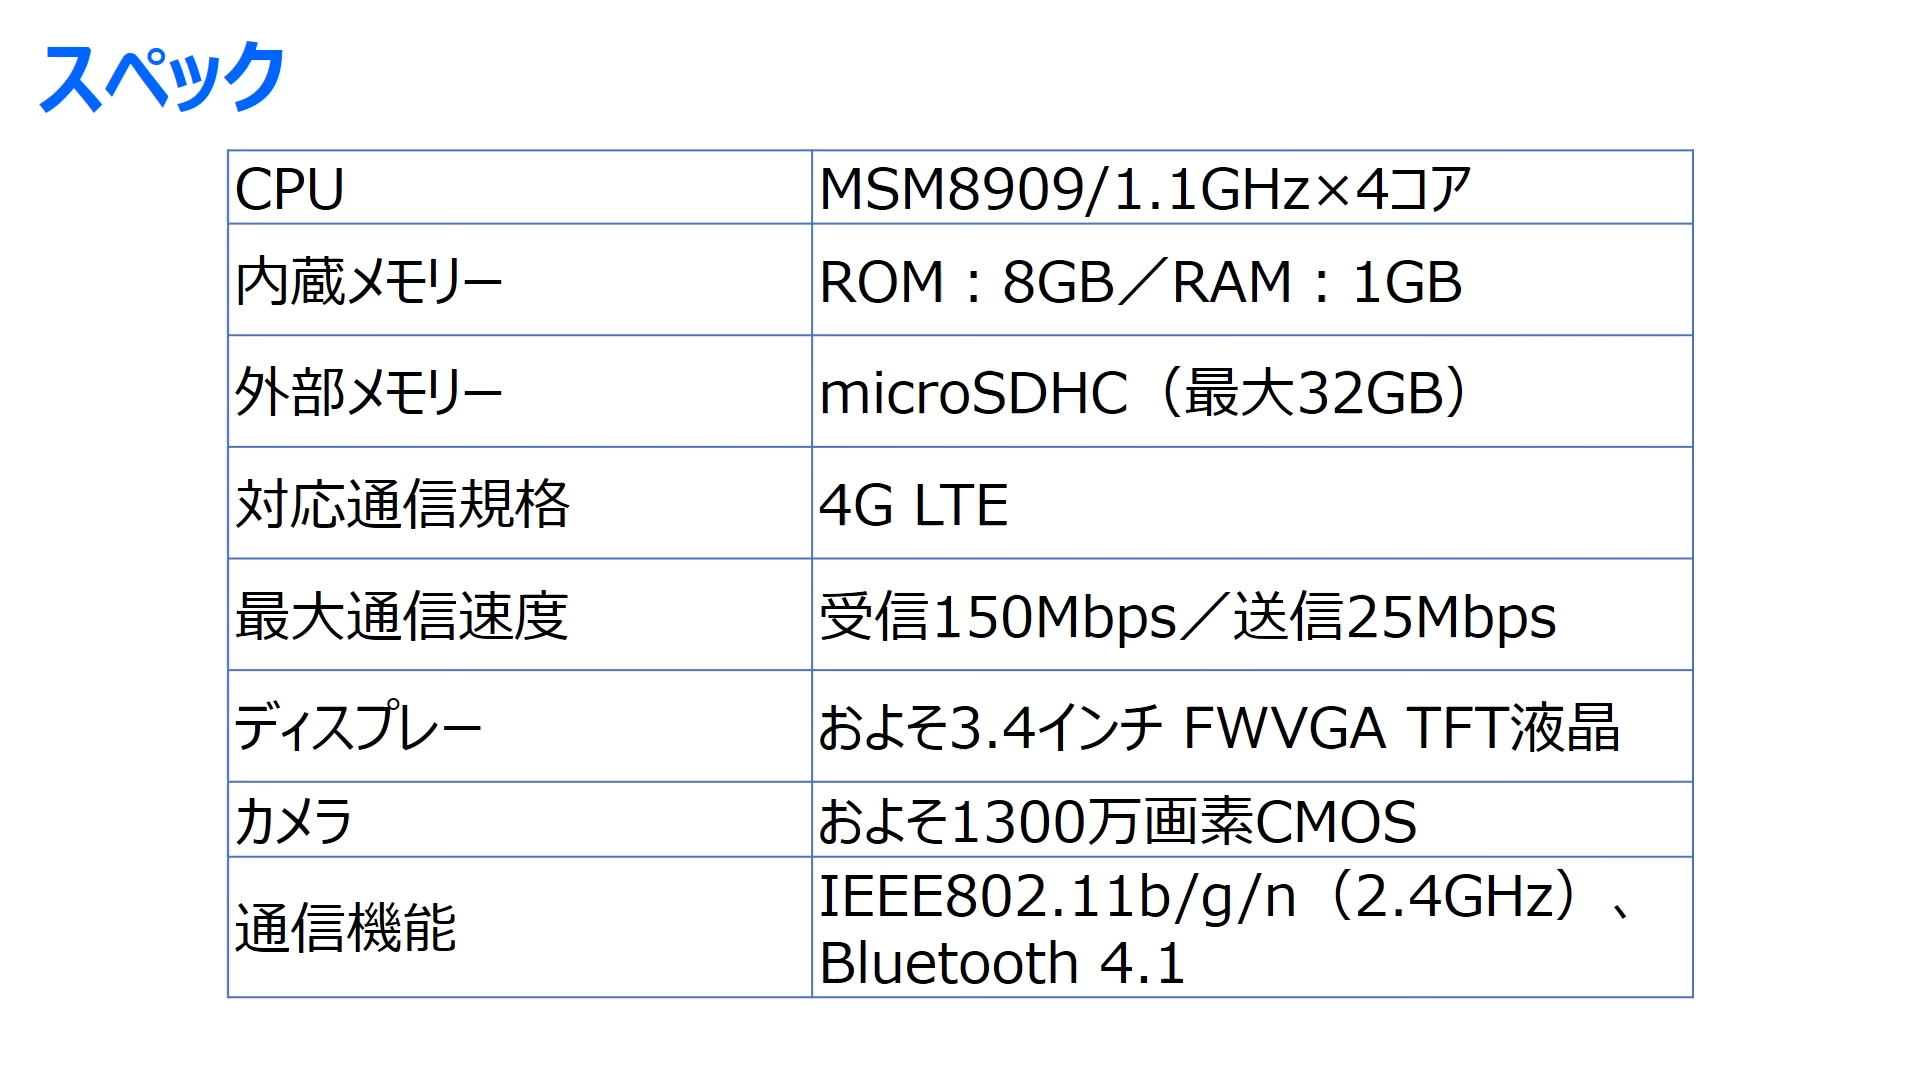 スペック
CPU
MSM8909/1.1GHz×4コア
内蔵メモリー
ROM：8GB／RAM：1GB
外部メモリー
microSDHC（最大32GB）
対応通信規格
4G LTE
最大通信速度
受信150Mbps／送信25Mbps
ディスプレー
およそ3.4インチ FWVGA TFT液晶
カメラ
およそ1300万画素CMOS
通信機能
IEEE802.11b/g/n（2.4GHz）、
Bluetooth 4.1